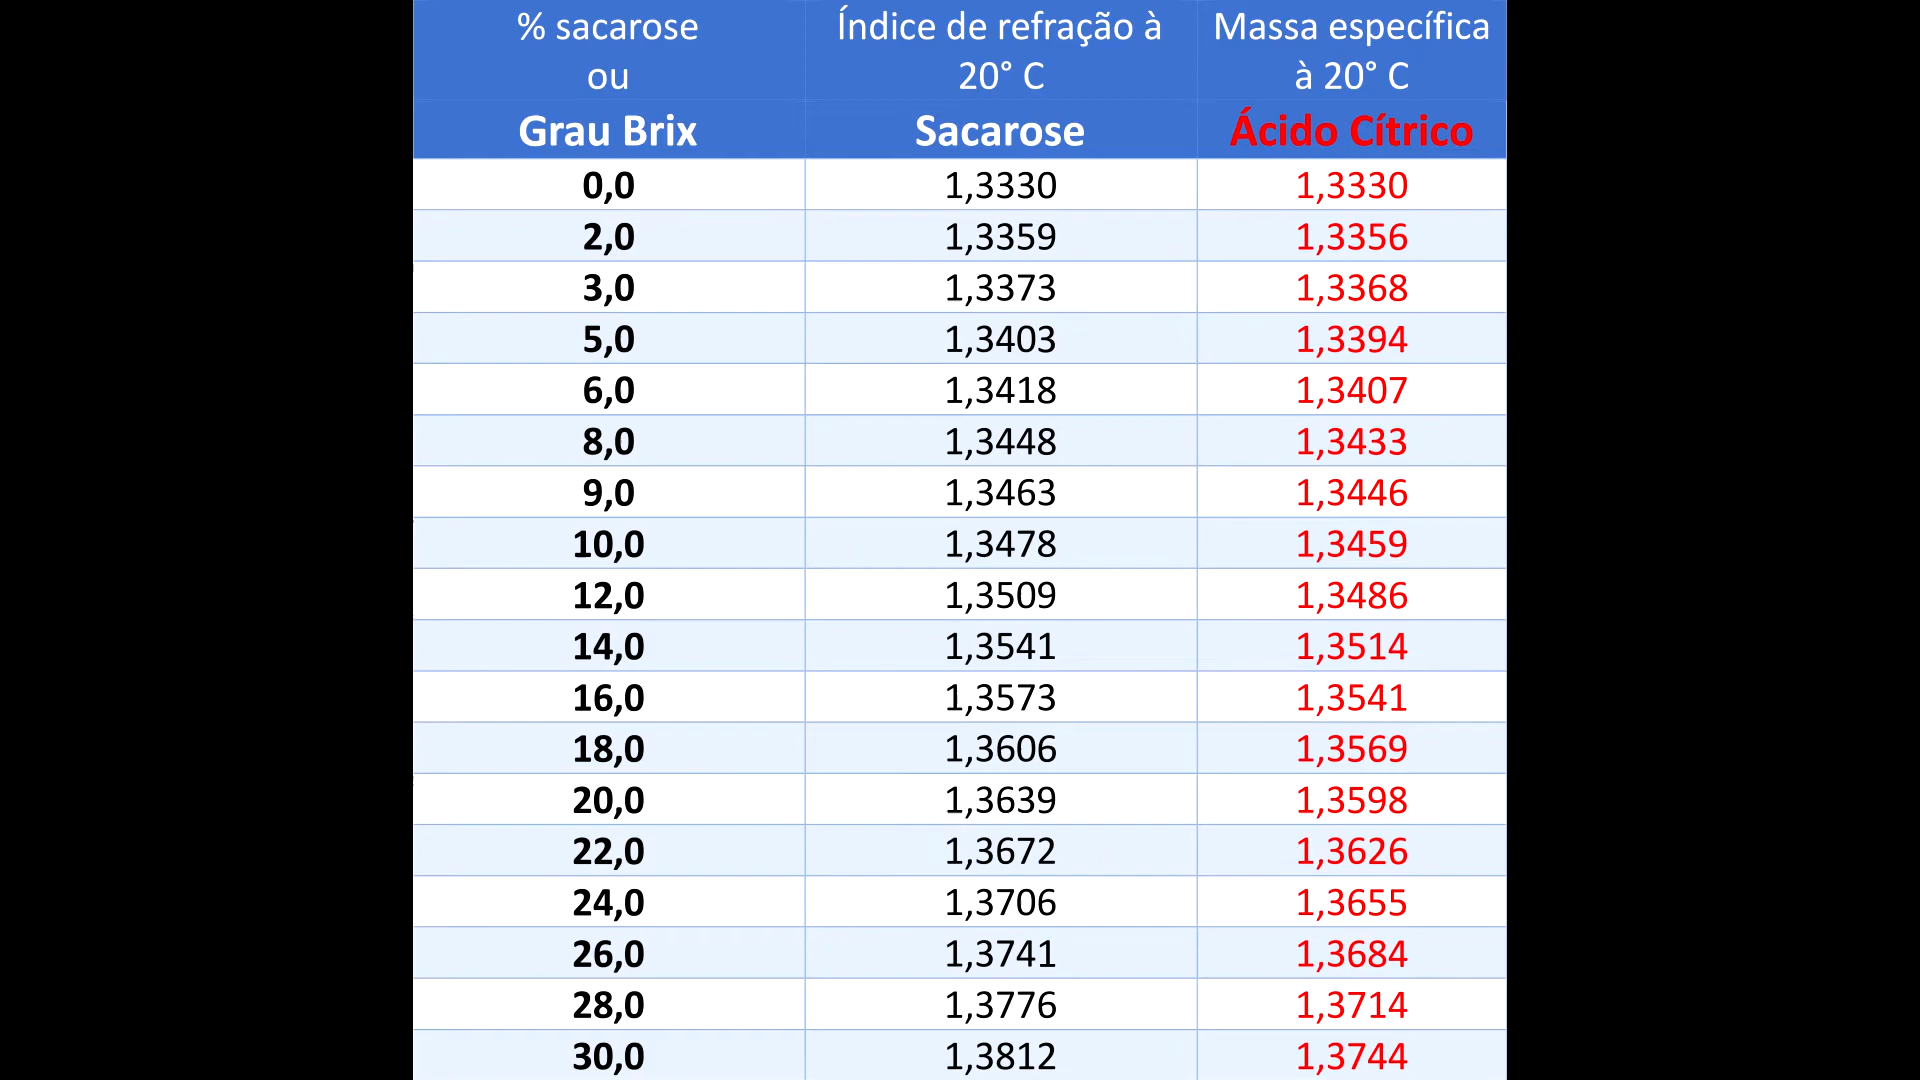 % sacarose ou Índice de refração à 20° C Massa específica à 20° C
Grau Brix Sacarose Ácido Cítrico
0,0 1,3330 1,3330
2,0 1,3359 1,3356
3,0 1,3373 1,3368
5,0 1,3403 1,3394
6,0 1,3418 1,3407
8,0 1,3448 1,3433
9,0 1,3463 1,3446
10,0 1,3478 1,3459
12,0 1,3509 1,3486
14,0 1,3541 1,3514
16,0 1,3573 1,3541
18,0 1,3606 1,3569
20,0 1,3639 1,3598
22,0 1,3672 1,3626
24,0 1,3706 1,3655
26,0 1,3741 1,3684
28,0 1,3776 1,3714
30,0 1,3812 1,3744